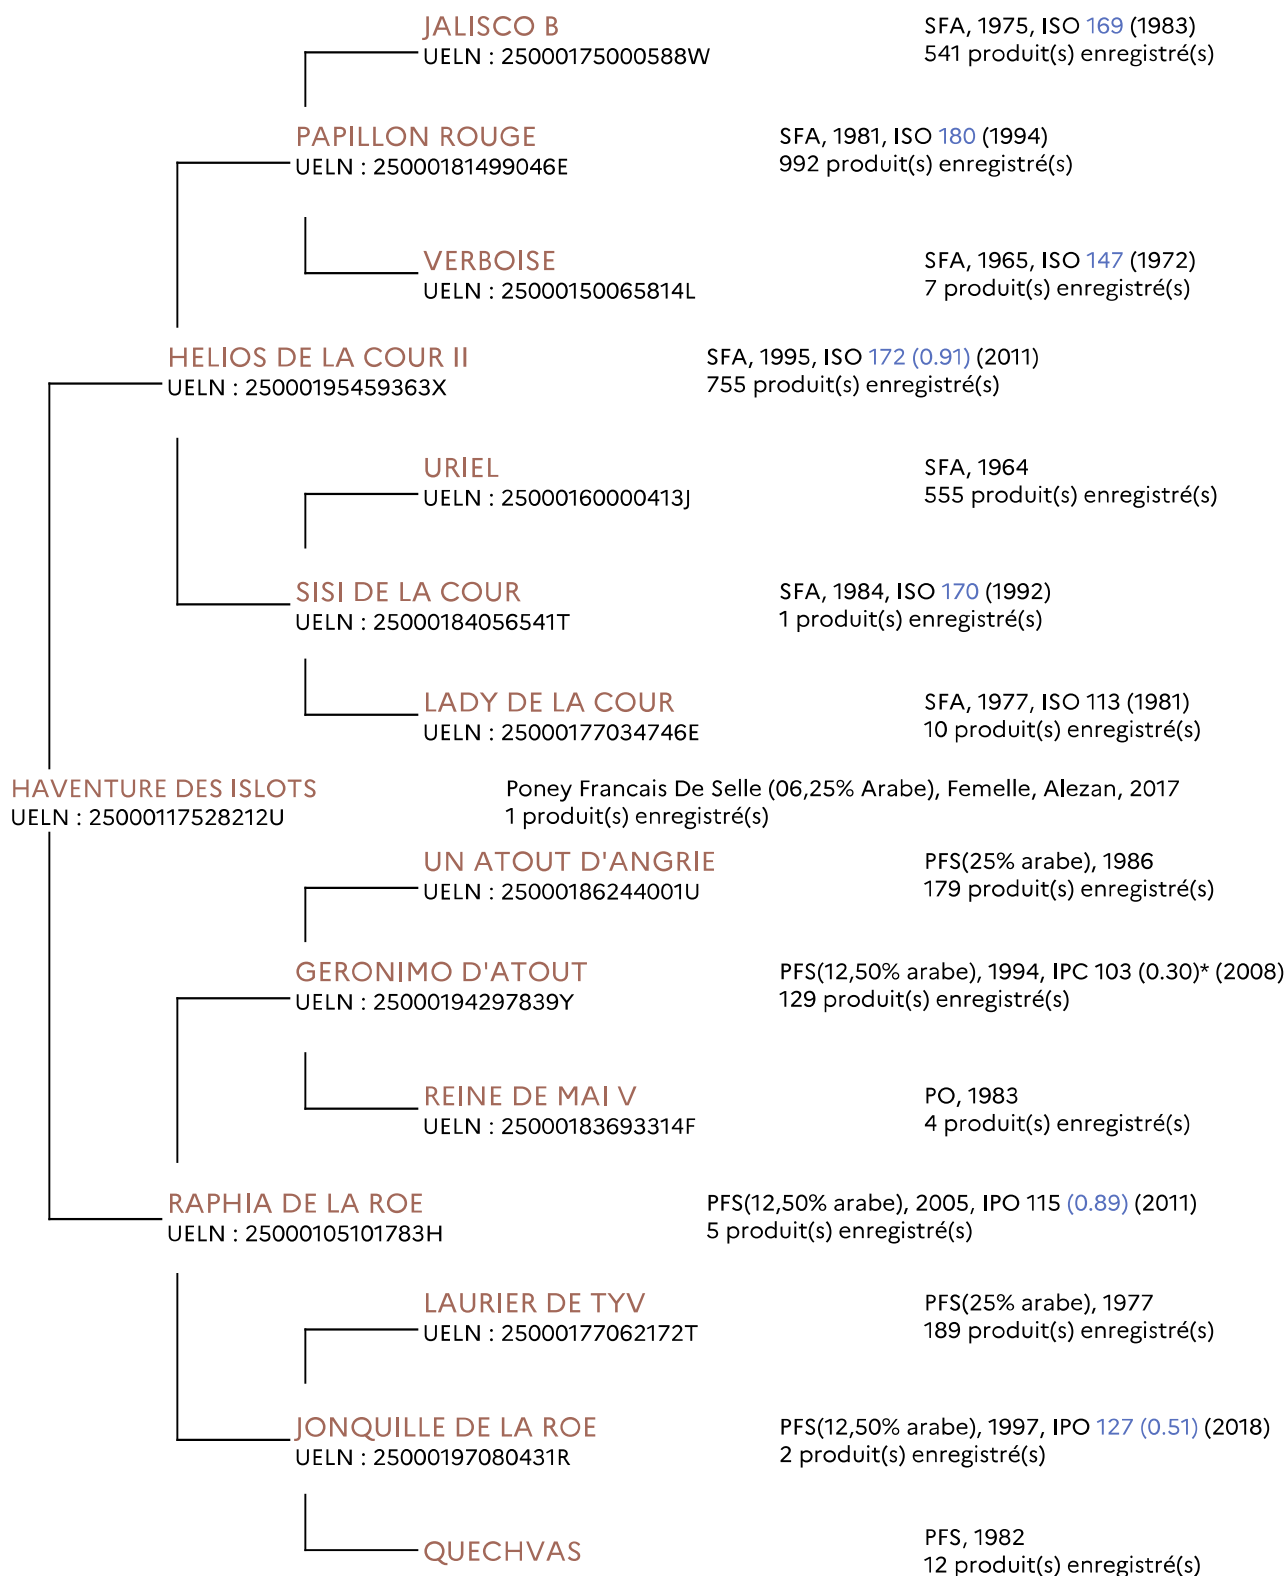 JALISCO B
UELN : 25000175000588W
SFA, 1975, ISO 169 (1983)
541 produit(s) enregistré(s)
PAPILLON ROUGE
UELN : 25000181499046E
SFA, 1981, ISO 180 (1994)
992 produit(s) enregistré(s)
VERBOISE
UELN : 25000150065814L
SFA, 1965, ISO 147 (1972)
7 produit(s) enregistré(s)
HELIOS DE LA COUR II
UELN : 25000195459363X
SFA, 1995, ISO 172 (0.91) (2011)
755 produit(s) enregistré(s)
URIEL
UELN : 25000160000413J
SFA, 1964
555 produit(s) enregistré(s)
SISI DE LA COUR
UELN : 25000184056541T
SFA, 1984, ISO 170 (1992)
1 produit(s) enregistré(s)
LADY DE LA COUR
UELN : 25000177034746E
SFA, 1977, ISO 113 (1981)
10 produit(s) enregistré(s)
HAVENTURE DES ISLOTS
UELN : 25000117528212U
Poney Francais De Selle (06,25% Arabe), Femelle, Alezan, 2017
1 produit(s) enregistré(s)
UN ATOUT D'ANGRIE
UELN : 25000186244001U
PFS(25% arabe), 1986
179 produit(s) enregistré(s)
GERONIMO D'ATOUT
UELN : 25000194297839Y
PFS(12,50% arabe), 1994, IPC 103 (0.30)* (2008)
129 produit(s) enregistré(s)
REINE DE MAI V
UELN : 25000183693314F
PO, 1983
4 produit(s) enregistré(s)
RAPHIA DE LA ROE
UELN : 25000105101783H
PFS(12,50% arabe), 2005, IPO 115 (0.89) (2011)
5 produit(s) enregistré(s)
LAURIER DE TYV
UELN : 25000177062172T
PFS(25% arabe), 1977
189 produit(s) enregistré(s)
JONQUILLE DE LA ROE
UELN : 25000197080431R
PFS(12,50% arabe), 1997, IPO 127 (0.51) (2018)
2 produit(s) enregistré(s)
QUECHVAS
PFS, 1982
12 produit(s) enregistré(s)